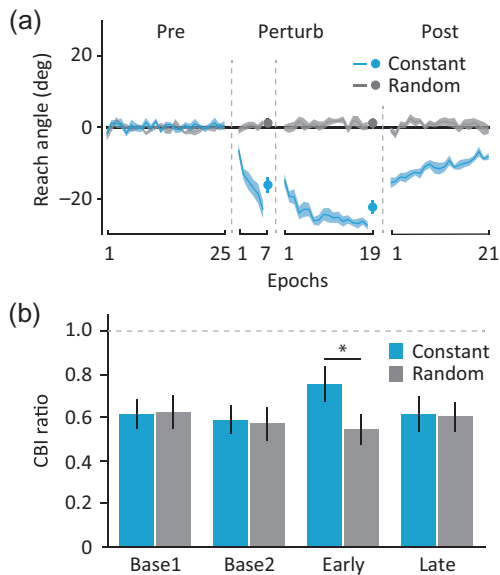 (a)
Pre Perturb Post
Constant
Random
Reach angle (deg)
20
0
−20
1 25 1 7 1 19 1 21
Epochs
(b)
CBI ratio
1.0
0.8
0.6
0.4
0.2
0
Constant
Random
*
Base1 Base2 Early Late